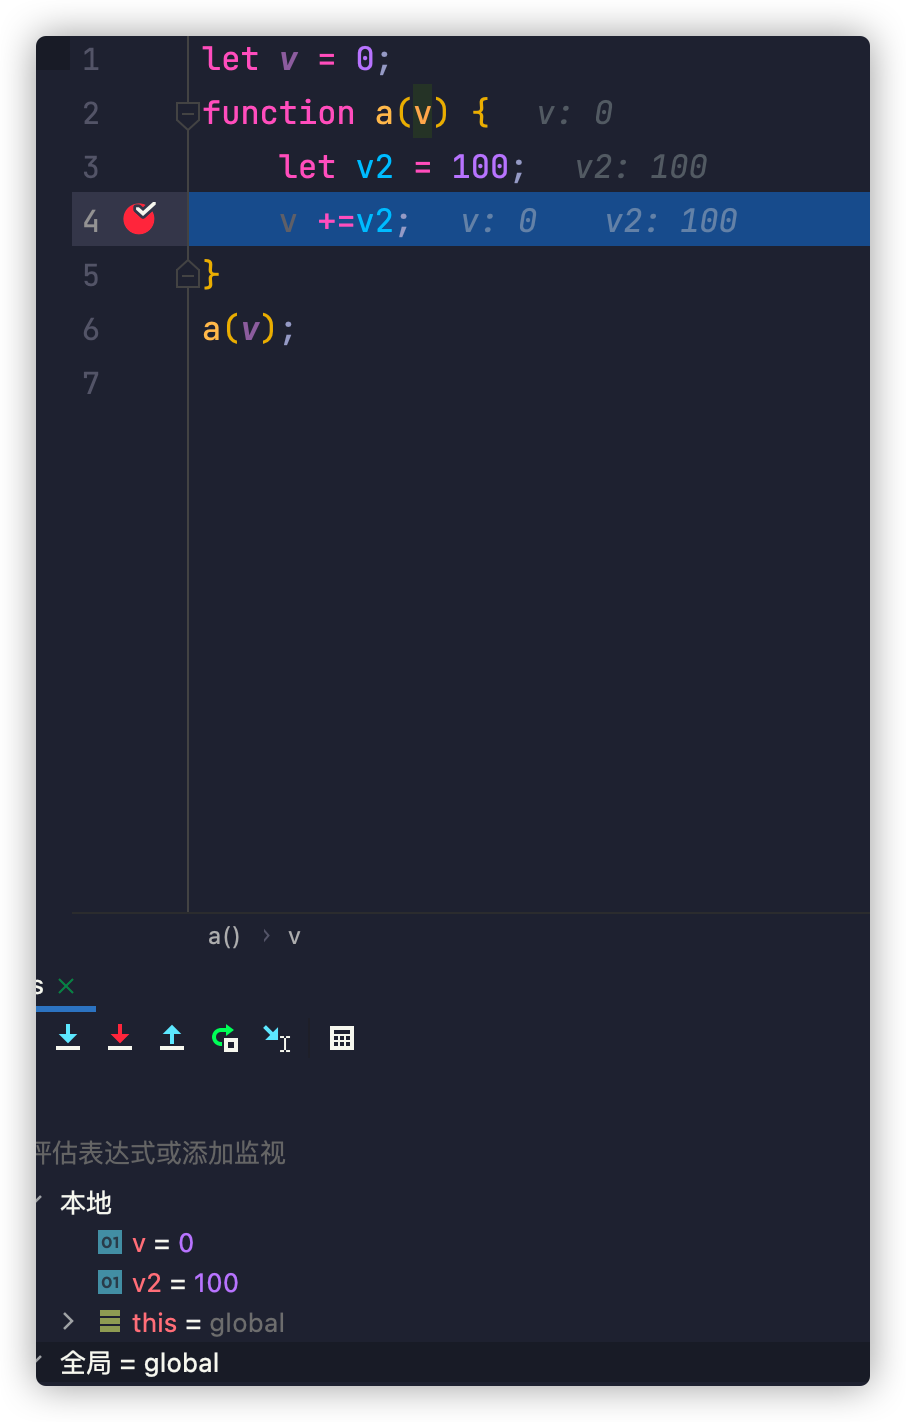 1 let v = 0;
2 function a(v) { v: 0
3 let v2 = 100; v2: 100
4 v +=v2; v: 0 v2: 100
5 }
6 a(v);
7
a() › v
s ×
评估表达式或添加监视
本地
01 v = 0
01 v2 = 100
this = global
全局 = global